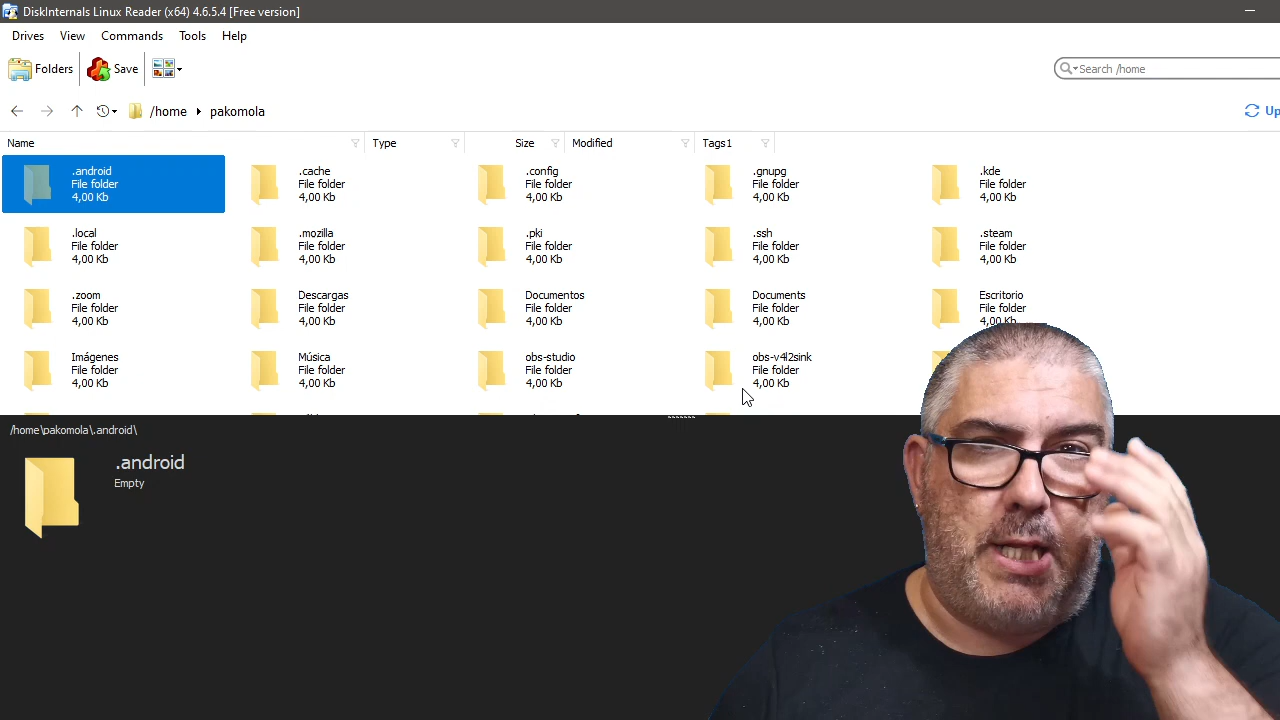 DiskInternals Linux Reader (x64) 4.6.5.4 [Free version]
Drives View Commands Tools Help
Folders Save Search /home
/home pakomola Up
Name Type Size Modified Tags1
.android .cache .config .gnupg .kde
File folder File folder File folder File folder File folder
4,00 Kb 4,00 Kb 4,00 Kb 4,00 Kb 4,00 Kb
.local .mozilla .pki .ssh .steam
File folder File folder File folder File folder File folder
4,00 Kb 4,00 Kb 4,00 Kb 4,00 Kb 4,00 Kb
.zoom Descargas Documentos Documents Escritorio
File folder File folder File folder File folder File folder
4,00 Kb 4,00 Kb 4,00 Kb 4,00 Kb 4,00 Kb
Imágenes Música obs-studio obs-v4l2sink
File folder File folder File folder File folder
4,00 Kb 4,00 Kb 4,00 Kb 4,00 Kb
/home\pakomola\.android\
.android
Empty